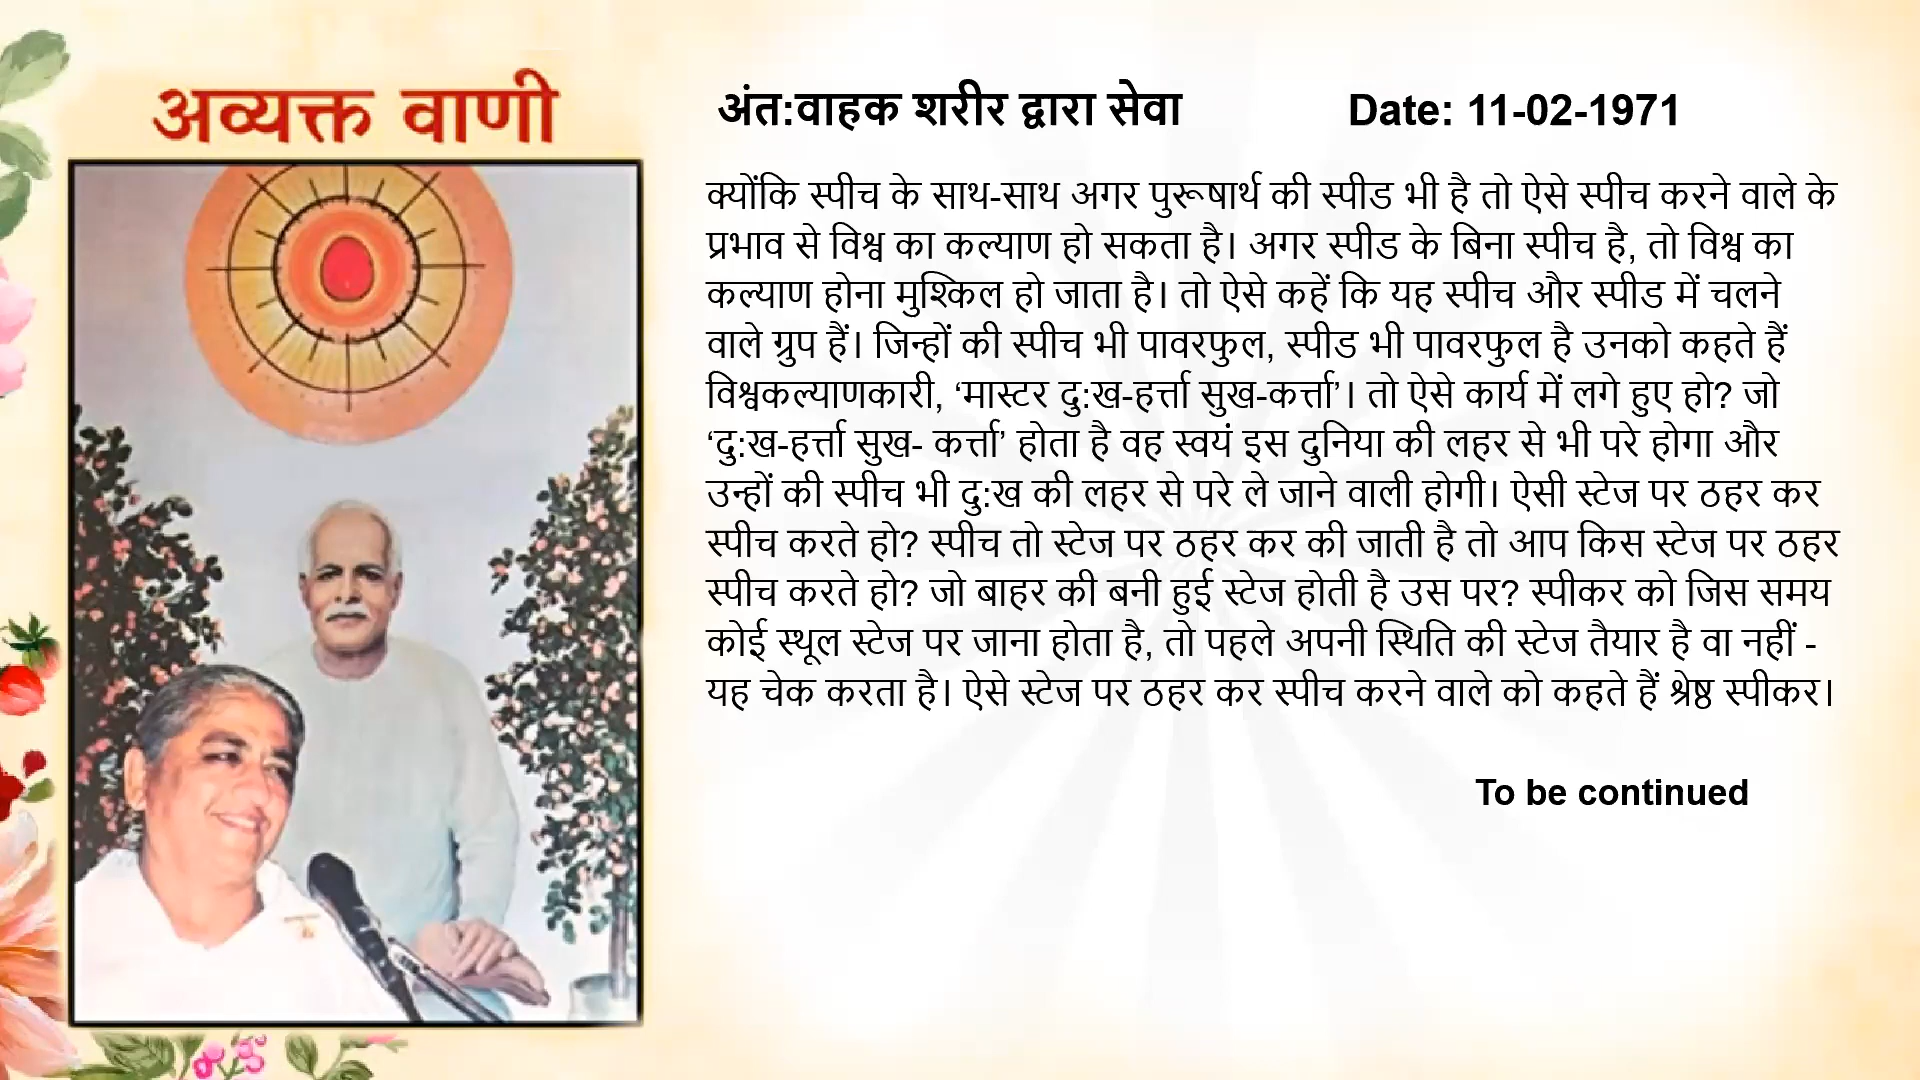 अव्यक्त वाणी
अंत:वाहक शरीर द्वारा सेवा Date: 11-02-1971
क्योंकि स्पीच के साथ-साथ अगर पुरूषार्थ की स्पीड भी है तो ऐसे स्पीच करने वाले के
प्रभाव से विश्व का कल्याण हो सकता है। अगर स्पीड के बिना स्पीच है, तो विश्व का
कल्याण होना मुश्किल हो जाता है। तो ऐसे कहें कि यह स्पीच और स्पीड में चलने
वाले ग्रुप हैं। जिन्हों की स्पीच भी पावरफुल, स्पीड भी पावरफुल है उनको कहते हैं
विश्वकल्याणकारी, ‘मास्टर दु:ख-हर्त्ता सुख-कर्त्ता’। तो ऐसे कार्य में लगे हुए हो? जो
‘दु:ख-हर्त्ता सुख- कर्त्ता’ होता है वह स्वयं इस दुनिया की लहर से भी परे होगा और
उन्हों की स्पीच भी दु:ख की लहर से परे ले जाने वाली होगी। ऐसी स्टेज पर ठहर कर
स्पीच करते हो? स्पीच तो स्टेज पर ठहर कर की जाती है तो आप किस स्टेज पर ठहर
स्पीच करते हो? जो बाहर की बनी हुई स्टेज होती है उस पर? स्पीकर को जिस समय
कोई स्थूल स्टेज पर जाना होता है, तो पहले अपनी स्थिति की स्टेज तैयार है वा नहीं -
यह चेक करता है। ऐसे स्टेज पर ठहर कर स्पीच करने वाले को कहते हैं श्रेष्ठ स्पीकर।
To be continued